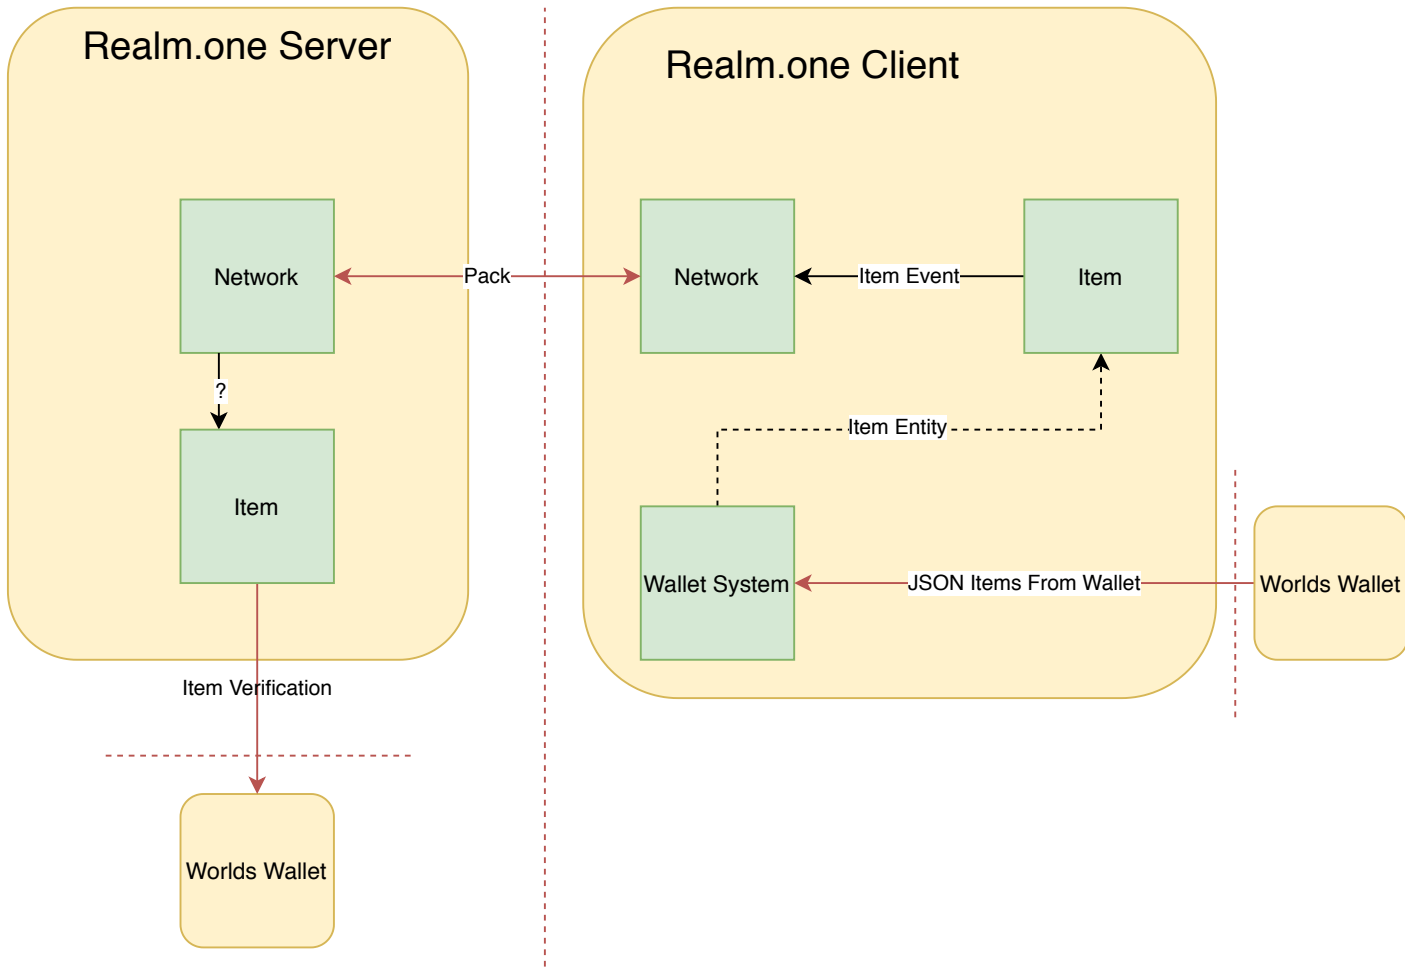 Realm.one Server
Realm.one Client
Network
Pack
Network
Item Event
Item
?
Item Entity
Item
Wallet System
JSON Items From Wallet
Worlds Wallet
Item Verification
Worlds Wallet